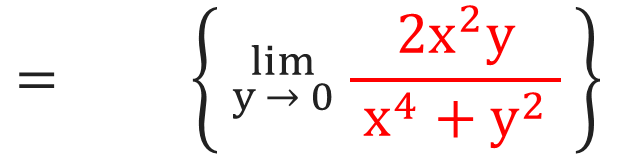 = { lim y → 0 2x²y / x⁴ + y² }